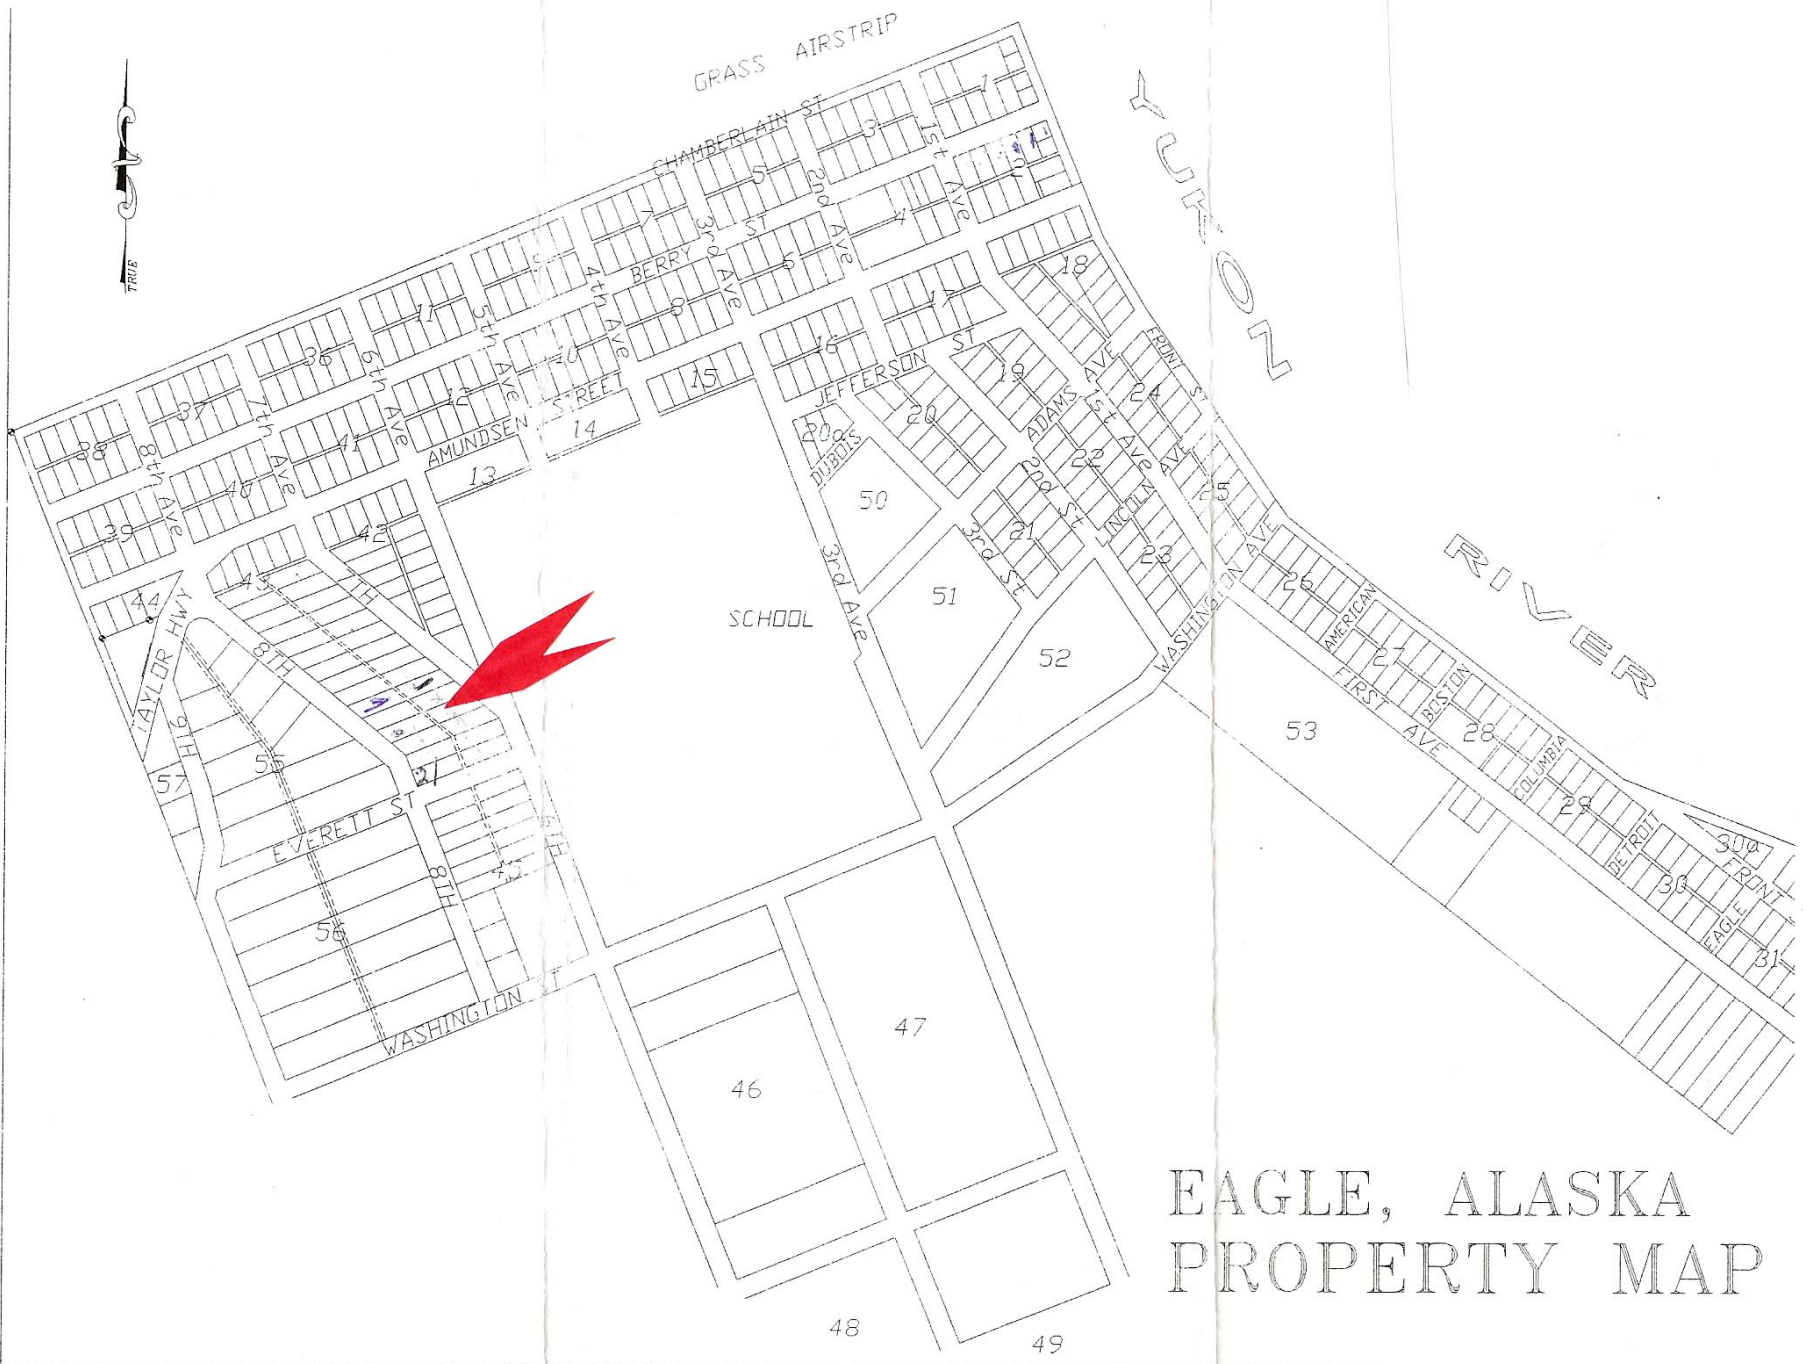 GRASS AIRSTRIP
CHAMBERLAIN ST
YUKON
RIVER
TRUE
1
2
3
4
5
6
7
8
9
10
11
12
13
14
15
16
17
18
19
20
20a
21
22
23
24
25
26
27
28
29
30
30a
31
36
37
38
39
40
41
42
43
44
45
46
47
48
49
50
51
52
53
55
56
57
1st Ave
2nd Ave
3rd Ave
4th Ave
5th Ave
6th Ave
7th Ave
8th Ave
BERRY ST
AMUNDSEN STREET
JEFFERSON ST
DUBOIS
ADAMS AVE
LINCOLN AVE
WASHINGTON AVE
FRONT ST
1st Ave
2nd St
3rd St
3rd Ave
SCHOOL
TAYLOR HWY
7TH
8TH
9TH
21
EVERETT ST
8TH
6TH
WASHINGTON ST
FIRST AVE
AMERICAN
BOSTON
COLUMBIA
DETROIT
EAGLE
FRONT
EAGLE, ALASKA
PROPERTY MAP